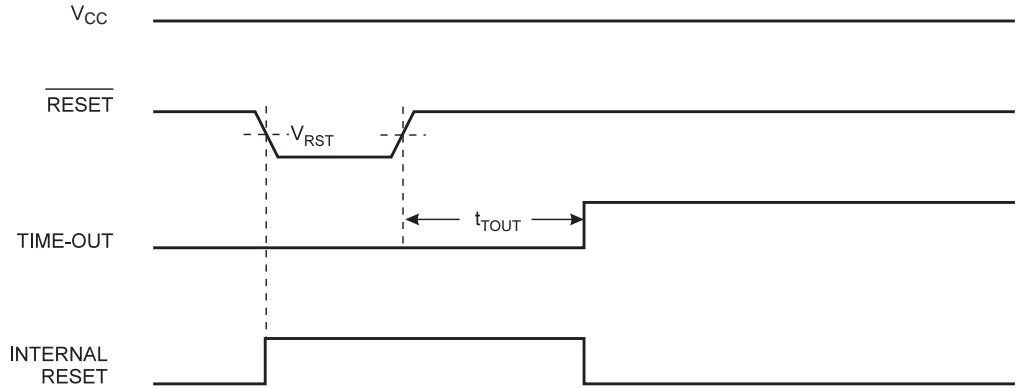 VCC
RESET
VRST
tTOUT
TIME-OUT
INTERNAL
RESET